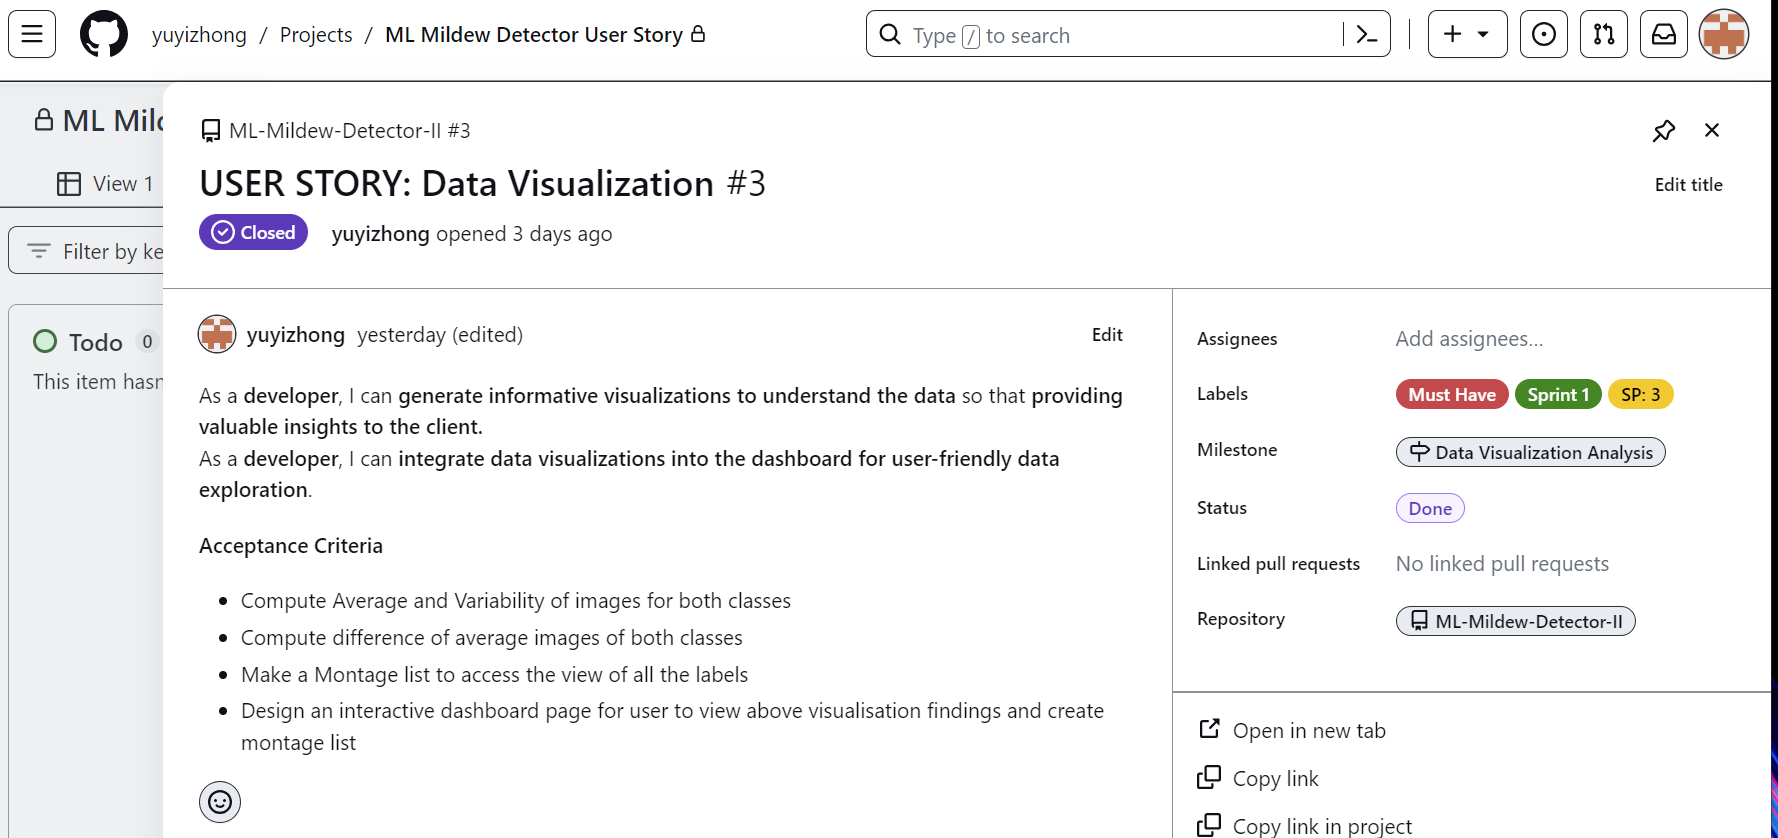 yuyizhong / Projects / ML Mildew Detector User Story
Type / to search
ML Mil
View 1
Filter by ke
Todo 0
This item hasn
ML-Mildew-Detector-II #3
USER STORY: Data Visualization #3
Edit title
Closed
yuyizhong opened 3 days ago
yuyizhong yesterday (edited)
Edit
As a developer, I can generate informative visualizations to understand the data so that providing
valuable insights to the client.
As a developer, I can integrate data visualizations into the dashboard for user-friendly data
exploration.
Acceptance Criteria
Compute Average and Variability of images for both classes
Compute difference of average images of both classes
Make a Montage list to access the view of all the labels
Design an interactive dashboard page for user to view above visualisation findings and create
montage list
Assignees
Add assignees...
Labels
Must Have Sprint 1 SP: 3
Milestone
Data Visualization Analysis
Status
Done
Linked pull requests
No linked pull requests
Repository
ML-Mildew-Detector-II
Open in new tab
Copy link
Copy link in project